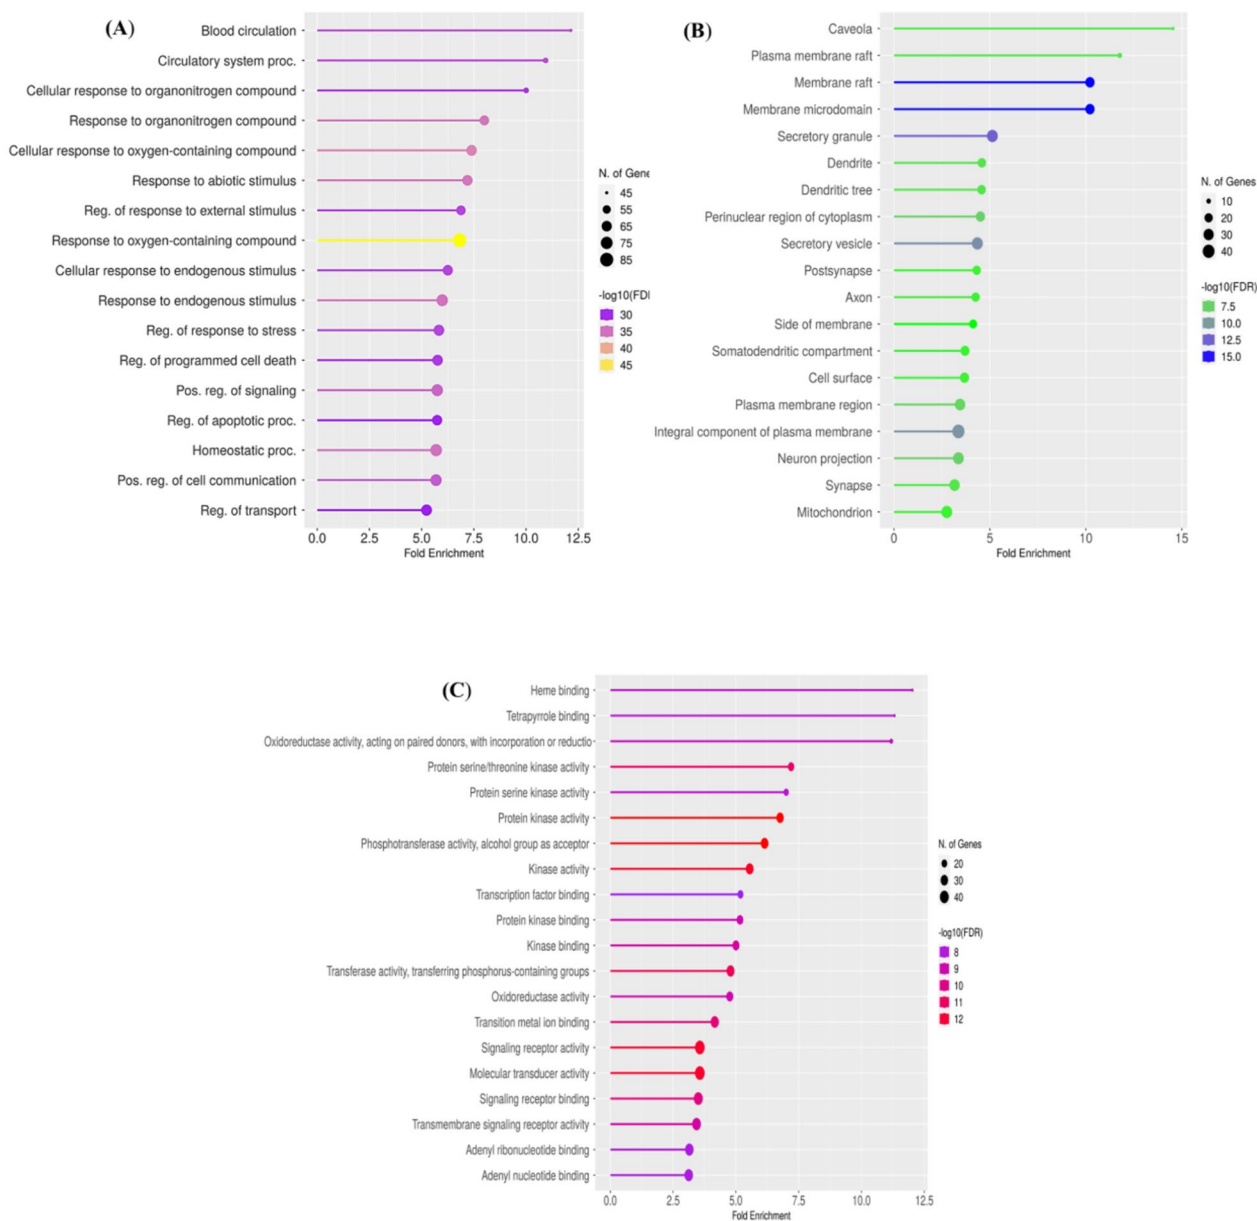 (A)
Blood circulation
Circulatory system proc.
Cellular response to organonitrogen compound
Response to organonitrogen compound
Cellular response to oxygen-containing compound
Response to abiotic stimulus
Reg. of response to external stimulus
Response to oxygen-containing compound
Cellular response to endogenous stimulus
Response to endogenous stimulus
Reg. of response to stress
Reg. of programmed cell death
Pos. reg. of signaling
Reg. of apoptotic proc.
Homeostatic proc.
Pos. reg. of cell communication
Reg. of transport
0.0 2.5 5.0 7.5 10.0 12.5
Fold Enrichment
N. of Gene
45
55
65
75
85
-log10(FDI
30
35
40
45
(B)
Caveola
Plasma membrane raft
Membrane raft
Membrane microdomain
Secretory granule
Dendrite
Dendritic tree
Perinuclear region of cytoplasm
Secretory vesicle
Postsynapse
Axon
Side of membrane
Somatodendritic compartment
Cell surface
Plasma membrane region
Integral component of plasma membrane
Neuron projection
Synapse
Mitochondrion
0 5 10 15
Fold Enrichment
N. of Genes
10
20
30
40
-log10(FDR)
7.5
10.0
12.5
15.0
(C)
Heme binding
Tetrapyrrole binding
Oxidoreductase activity, acting on paired donors, with incorporation or reductio
Protein serine/threonine kinase activity
Protein serine kinase activity
Protein kinase activity
Phosphotransferase activity, alcohol group as acceptor
Kinase activity
Transcription factor binding
Protein kinase binding
Kinase binding
Transferase activity, transferring phosphorus-containing groups
Oxidoreductase activity
Transition metal ion binding
Signaling receptor activity
Molecular transducer activity
Signaling receptor binding
Transmembrane signaling receptor activity
Adenyl ribonucleotide binding
Adenyl nucleotide binding
0.0 2.5 5.0 7.5 10.0 12.5
Fold Enrichment
N. of Genes
20
30
40
-log10(FDR)
8
9
10
11
12